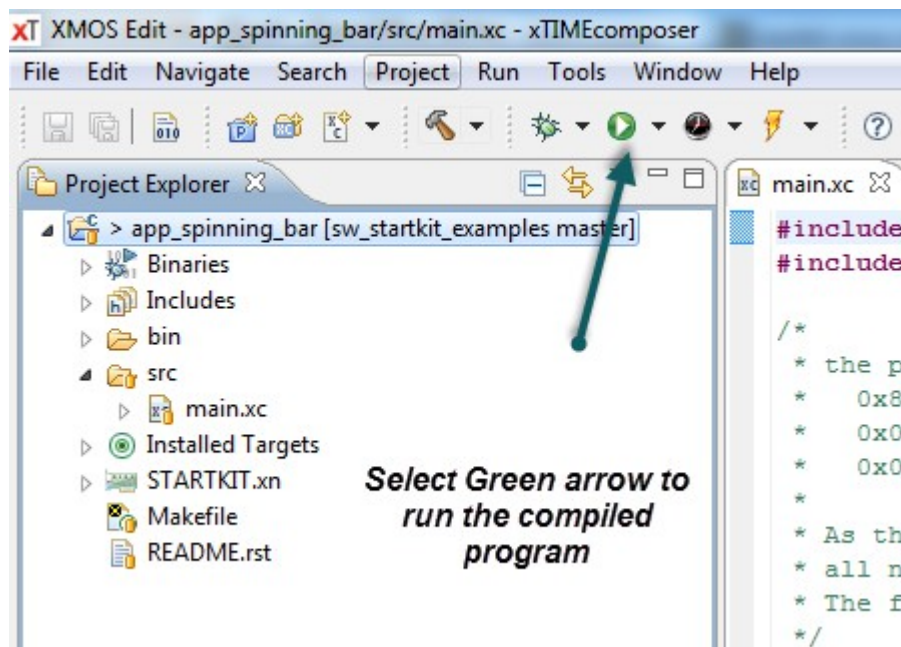 XMOS Edit - app_spinning_bar/src/main.xc - xTIMEcomposer
File Edit Navigate Search Project Run Tools Window Help
Project Explorer
main.xc
> app_spinning_bar [sw_startkit_examples master]
Binaries
Includes
bin
src
main.xc
Installed Targets
STARTKIT.xn
Makefile
README.rst
Select Green arrow to
run the compiled
program
#include
#include
/*
* the p
* 0x8
* 0x0
* 0x0
*
* As th
* all n
* The f
*/